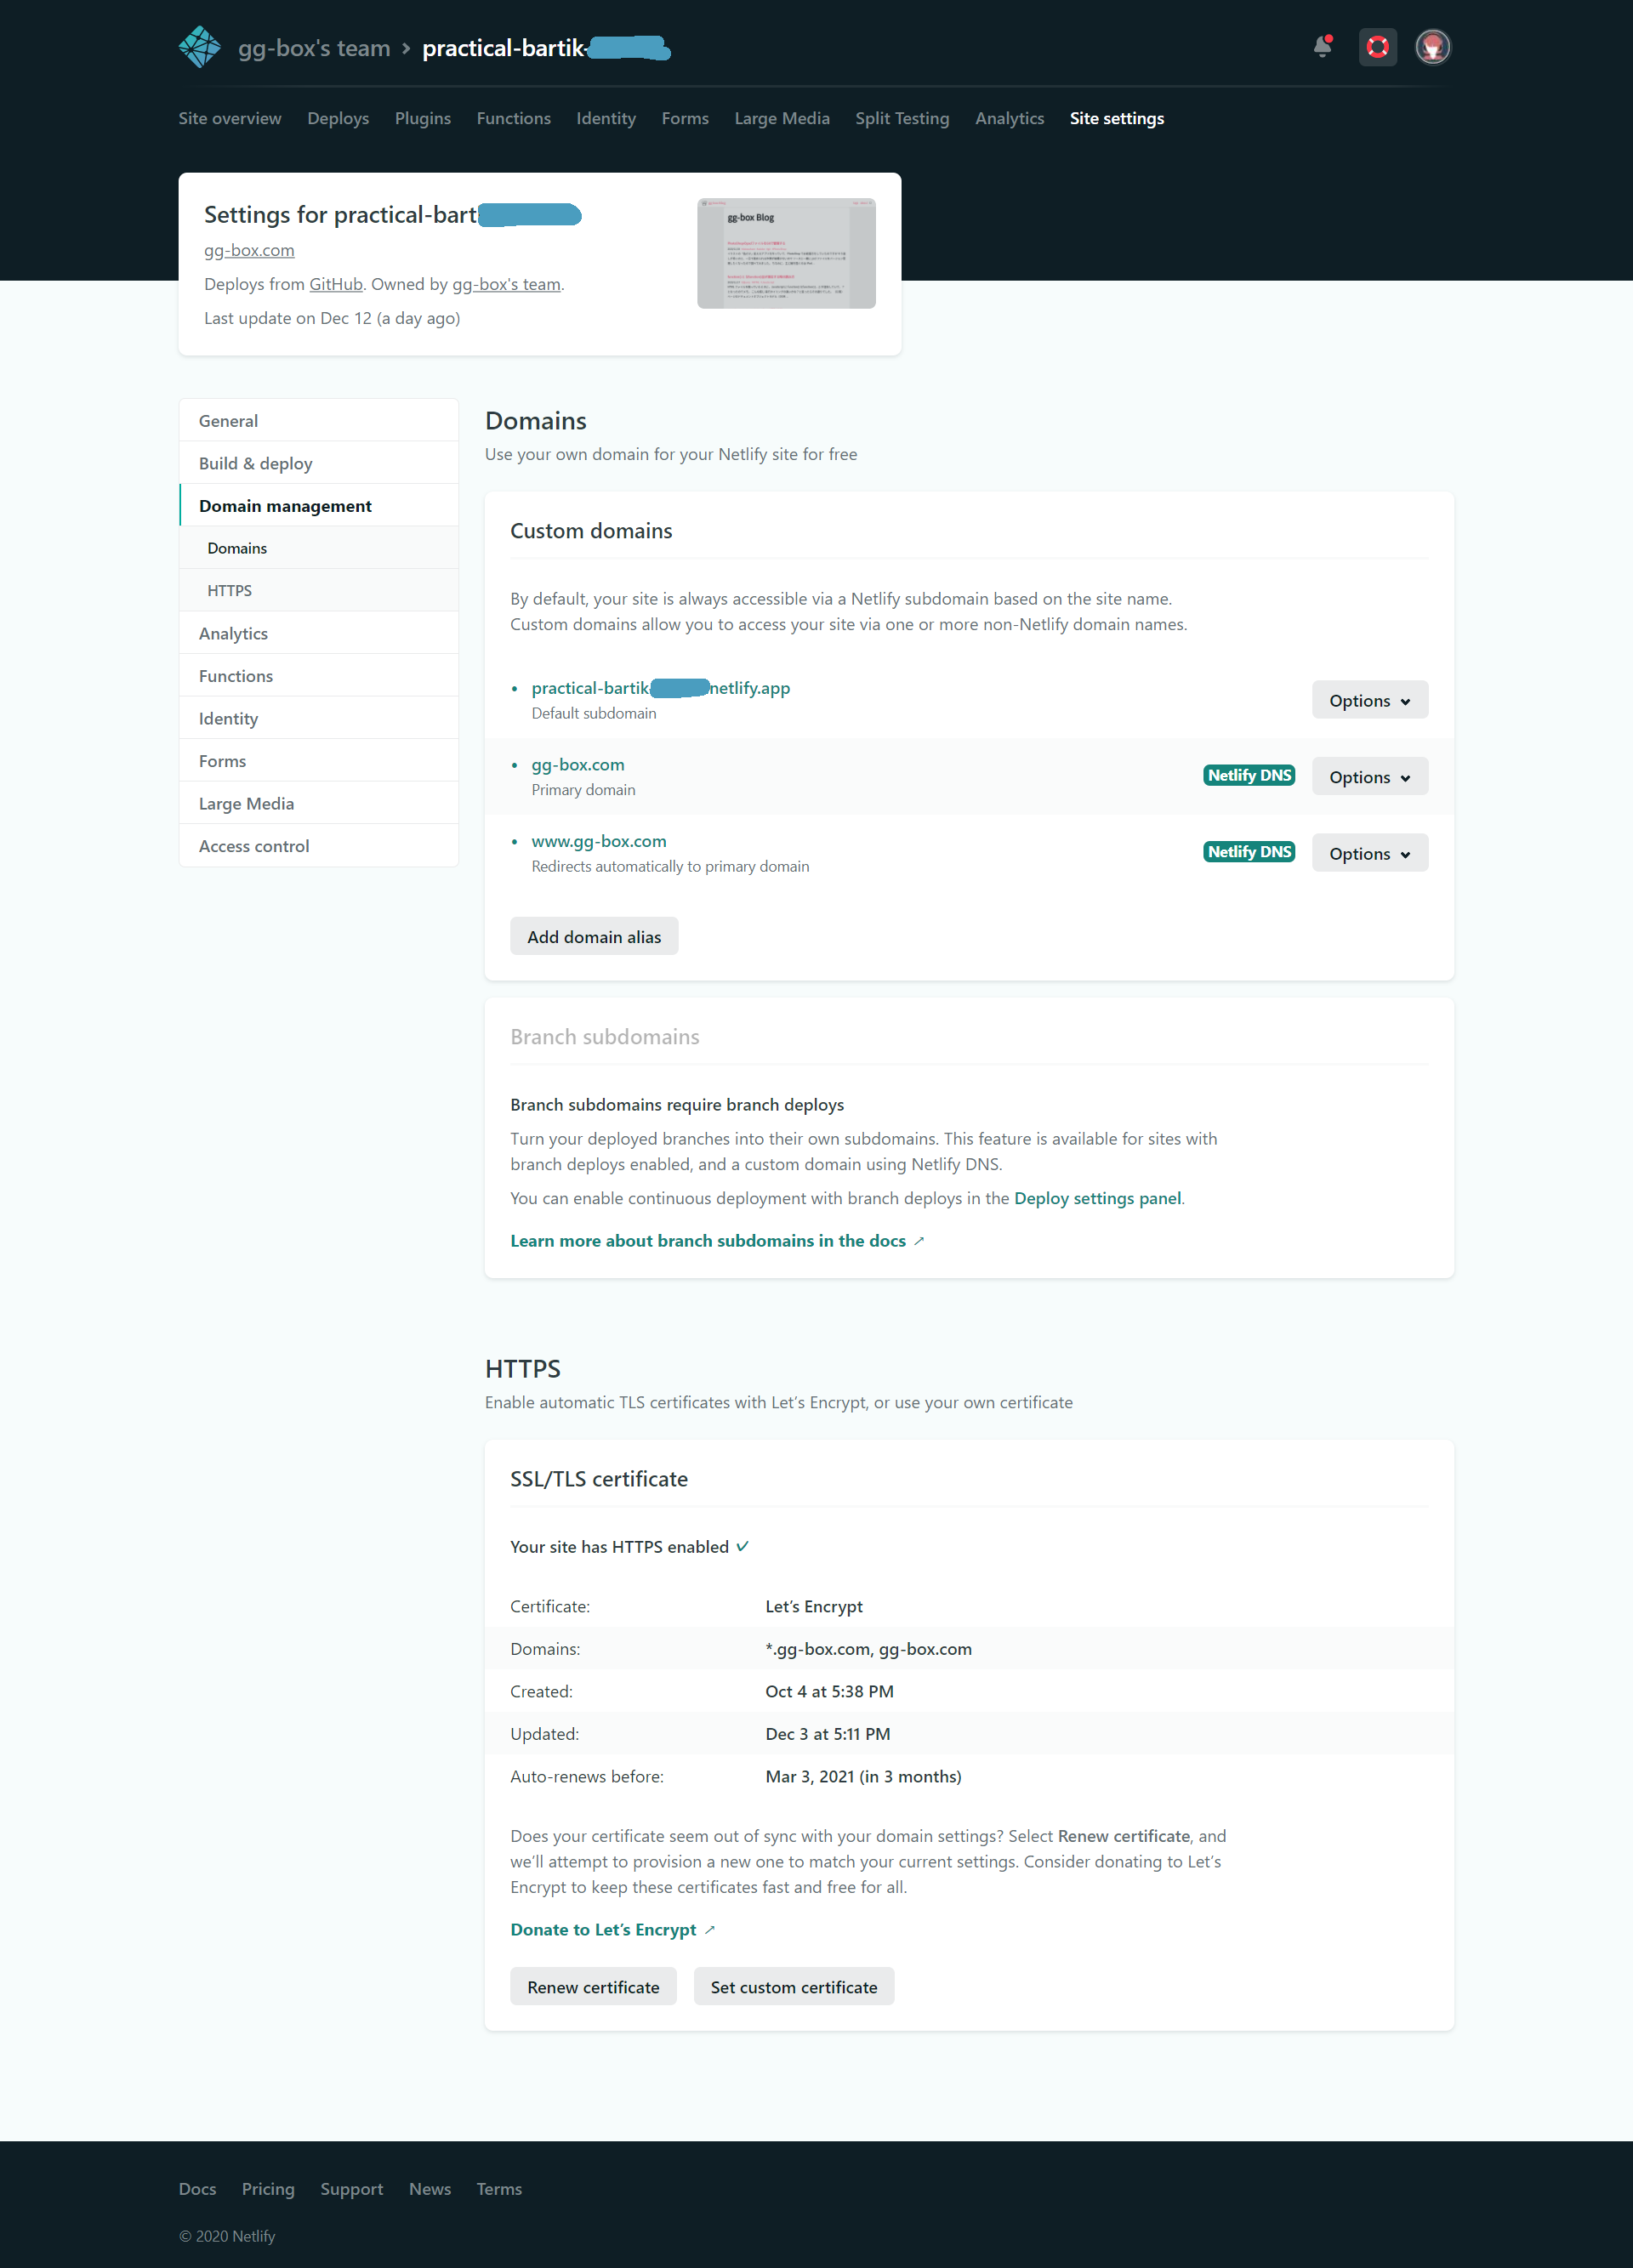 gg-box's team > practical-bartik-
Site overview Deploys Plugins Functions Identity Forms Large Media Split Testing Analytics Site settings
Settings for practical-bart
gg-box.com
Deploys from GitHub. Owned by gg-box's team.
Last update on Dec 12 (a day ago)
gg-box Blog
General
Build & deploy
Domain management
Domains
HTTPS
Analytics
Functions
Identity
Forms
Large Media
Access control
Domains
Use your own domain for your Netlify site for free
Custom domains
By default, your site is always accessible via a Netlify subdomain based on the site name.
Custom domains allow you to access your site via one or more non-Netlify domain names.
• practical-bartik netlify.app
Default subdomain
Options
• gg-box.com
Primary domain
Netlify DNS Options
• www.gg-box.com
Redirects automatically to primary domain
Netlify DNS Options
Add domain alias
Branch subdomains
Branch subdomains require branch deploys
Turn your deployed branches into their own subdomains. This feature is available for sites with
branch deploys enabled, and a custom domain using Netlify DNS.
You can enable continuous deployment with branch deploys in the Deploy settings panel.
Learn more about branch subdomains in the docs ↗
HTTPS
Enable automatic TLS certificates with Let’s Encrypt, or use your own certificate
SSL/TLS certificate
Your site has HTTPS enabled ✓
Certificate: Let’s Encrypt
Domains: *.gg-box.com, gg-box.com
Created: Oct 4 at 5:38 PM
Updated: Dec 3 at 5:11 PM
Auto-renews before: Mar 3, 2021 (in 3 months)
Does your certificate seem out of sync with your domain settings? Select Renew certificate, and
we’ll attempt to provision a new one to match your current settings. Consider donating to Let’s
Encrypt to keep these certificates fast and free for all.
Donate to Let’s Encrypt ↗
Renew certificate Set custom certificate
Docs Pricing Support News Terms
© 2020 Netlify